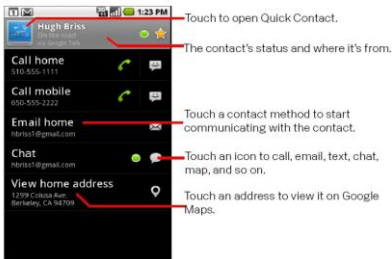 1:23 PM
Hugh Briss
On the road
via Google Talk
Touch to open Quick Contact.
The contact's status and where it's from.
Call home
510-555-1111
Call mobile
650-555-2222
Email home
hbriss1@gmail.com
Touch a contact method to start
communicating with the contact.
Chat
hbriss1@gmail.com
Touch an icon to call, email, text, chat,
map, and so on.
View home address
1299 Colusa Ave.
Berkeley, CA 94709
Touch an address to view it on Google
Maps.